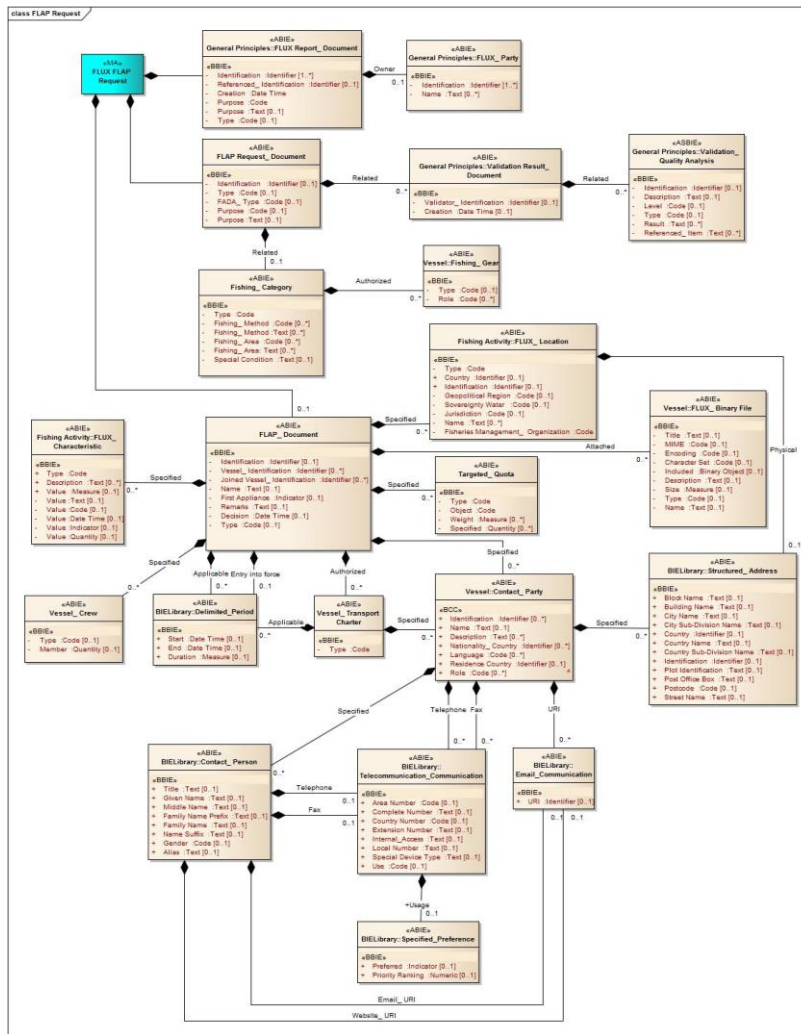 class FLAP Request
«MA»
FLUX FLAP
Request
«ABIE»
General Principles::FLUX Report_Document
«BBIE»
- Identification :Identifier [1..*]
- Referenced_ Identification :Identifier [0..1]
- Creation :Date Time
- Purpose :Code
- Purpose :Text [0..1]
- Type :Code [0..1]
Owner
0..1
«ABIE»
General Principles::FLUX_ Party
«BBIE»
- Identification :Identifier [1..*]
- Name :Text [0..*]
«ABIE»
FLAP Request_Document
«BBIE»
- Identification :Identifier [0..1]
- Type :Code [0..1]
- FADA_ Type :Code [0..1]
- Purpose :Code [0..1]
- Purpose :Text [0..1]
Related
0..*
«ABIE»
General Principles::Validation Result_
Document
«BBIE»
- Validator_ Identification :Identifier [0..1]
- Creation :Date Time [0..1]
Related
0..*
«ASBIE»
General Principles::Validation_
Quality Analysis
«BBIE»
- Identification :Identifier [0..1]
- Description :Text [0..1]
- Level :Code [0..1]
- Type :Code [0..1]
- Result :Text [0..*]
- Referenced_ Item :Text [0..*]
Related
0..1
«ABIE»
Fishing_ Category
«BBIE»
- Type :Code
- Fishing_ Method :Code [0..*]
- Fishing_ Method :Text [0..*]
- Fishing_ Area :Code [0..*]
- Fishing_ Area :Text [0..*]
- Special Condition :Text [0..1]
Authorized
0..*
«ABIE»
Vessel::Fishing_ Gear
«BBIE»
- Type :Code [0..1]
- Role :Code [0..*]
«ABIE»
Fishing Activity::FLUX_ Location
«BBIE»
- Type :Code
+ Country :Identifier [0..1]
+ Identification :Identifier [0..1]
- Geopolitical Region :Code [0..1]
- Sovereignty Water :Code [0..1]
- Jurisdiction :Code [0..1]
- Name :Text [0..*]
- Fisheries Management_ Organization :Code
Physical
0..1
«ABIE»
Vessel::FLUX_ Binary File
«BBIE»
- Title :Text [0..1]
- MIME :Code [0..1]
- Encoding :Code [0..1]
- Character Set :Code [0..1]
- Included :Binary Object [0..1]
- Description :Text [0..1]
- Size :Measure [0..1]
- Type :Code [0..1]
- Name :Text [0..1]
Attached
0..*
Specified
0..*
0..1
«ABIE»
FLAP_ Document
«BBIE»
- Identification :Identifier [0..1]
- Vessel_ Identification :Identifier [0..*]
- Joined Vessel_ Identification :Identifier [0..*]
- Name :Text [0..1]
- First Appliance :Indicator [0..1]
- Remarks :Text [0..1]
- Decision :Date Time [0..1]
- Type :Code [0..1]
«ABIE»
Fishing Activity::FLUX_
Characteristic
«BBIE»
+ Type :Code
+ Description :Text [0..*]
+ Value :Measure [0..1]
- Value :Text [0..1]
- Value :Code [0..1]
- Value :Date Time [0..1]
- Value :Indicator [0..1]
- Value :Quantity [0..1]
Specified
0..*
Specified
0..*
«ABIE»
Targeted_ Quota
«BBIE»
- Type :Code
- Object :Code
- Weight :Measure [0..*]
- Specified :Quantity [0..*]
Specified
0..*
«ABIE»
Vessel_ Crew
«BBIE»
- Type :Code [0..1]
- Member :Quantity [0..1]
Applicable
0..*
Entry into force
0..1
«ABIE»
BIELibrary::Delimited_Period
«BBIE»
+ Start :Date Time [0..1]
+ End :Date Time [0..1]
+ Duration :Measure [0..1]
Authorized
0..*
Applicable
0..*
«ABIE»
Vessel_ Transport
Charter
«BBIE»
- Type :Code
Specified
0..*
Specified
0..*
«ABIE»
Vessel::Contact_ Party
«BCC»
+ Identification :Identifier [0..*]
+ Name :Text [0..1]
+ Description :Text [0..*]
+ Nationality_ Country :Identifier [0..1]
+ Language :Code [0..*]
+ Residence Country :Identifier [0..1]
+ Role :Code [0..*]
Specified
0..*
«ABIE»
BIELibrary::Structured_ Address
«BBIE»
+ Block Name :Text [0..1]
+ Building Name :Text [0..1]
+ City Name :Text [0..1]
+ City Sub-Division Name :Text [0..1]
+ Country :Identifier [0..1]
+ Country Name :Text [0..1]
+ Country Sub-Division Name :Text [0..1]
+ Identification :Identifier [0..1]
+ Plot Identification :Text [0..1]
+ Post Office Box :Text [0..1]
+ Postcode :Code [0..1]
+ Street Name :Text [0..1]
Specified
0..*
Telephone
0..*
Fax
0..*
URI
0..*
«ABIE»
BIELibrary::Contact_ Person
«BBIE»
+ Title :Text [0..1]
+ Given Name :Text [0..1]
+ Middle Name :Text [0..1]
+ Family Name Prefix :Text [0..1]
+ Family Name :Text [0..1]
+ Name Suffix :Text [0..1]
+ Gender :Code [0..1]
+ Alias :Text [0..1]
Telephone
0..1
Fax
0..1
«ABIE»
BIELibrary::
Telecommunication_Communication
«BBIE»
+ Area Number :Code [0..1]
+ Complete Number :Text [0..1]
+ Country Number :Code [0..1]
+ Extension Number :Text [0..1]
+ Internal_Access :Text [0..1]
+ Local Number :Text [0..1]
+ Special Device Type :Text [0..1]
+ Use :Code [0..1]
«ABIE»
BIELibrary::
Email_Communication
«BBIE»
+ URI :Identifier [0..1]
0..1
0..1
+Usage
0..1
«ABIE»
BIELibrary::Specified_Preference
«BBIE»
+ Preferred :Indicator [0..1]
+ Priority Ranking :Numeric [0..1]
Email_ URI
Website_ URI